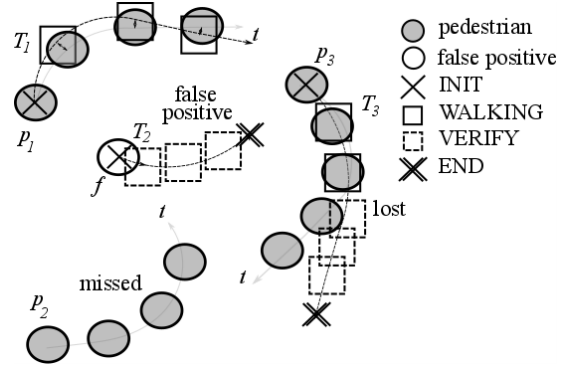 T1
t
p1
false
positive
T2
f
t
missed
p2
p3
T3
lost
t
pedestrian
false positive
INIT
WALKING
VERIFY
END